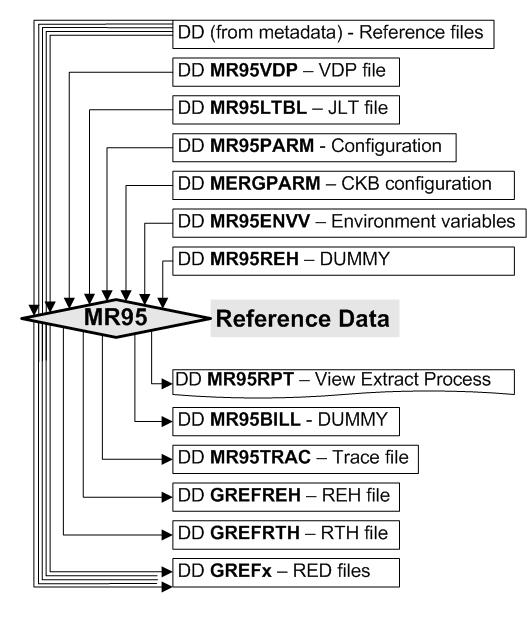 DD (from metadata) - Reference files
DD MR95VDP – VDP file
DD MR95LTBL – JLT file
DD MR95PARM - Configuration
DD MERGPARM – CKB configuration
DD MR95ENVV – Environment variables
DD MR95REH – DUMMY
MR95 Reference Data
DD MR95RPT – View Extract Process
DD MR95BILL - DUMMY
DD MR95TRAC – Trace file
DD GREFREH – REH file
DD GREFRTH – RTH file
DD GREFx – RED files